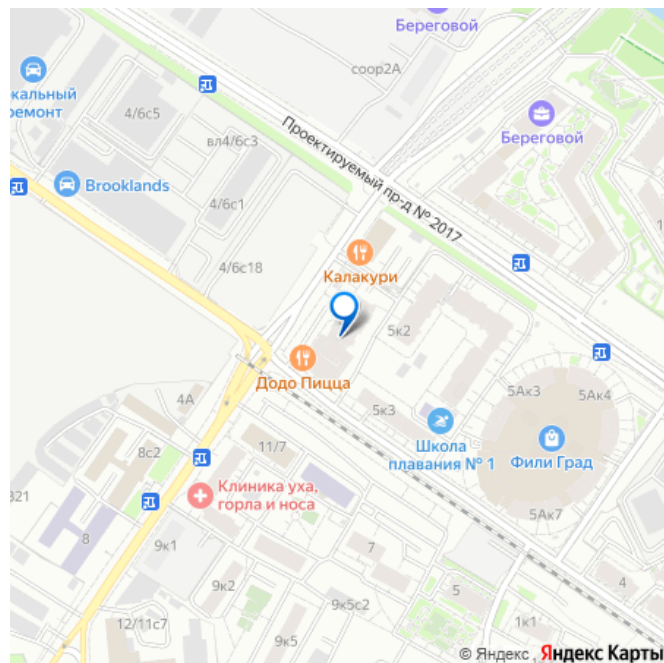 Береговой
соор2А
кальный
ремонт
4/6с5
вл4/6с3
Проектируемый пр-д № 2017
Береговой
Brooklands
4/6с1
4/6с18
Калакури
5к2
Додо Пицца
5Ак3
5Ак4
4А
5к3
Школа
плавания № 1
Фили Град
8с2
11/7
Клиника уха,
горла и носа
321
8
5Ак7
9к1
7
9к2
5
4
9к5с2
12/11с7
1к1
9к5
© Яндекс Яндекс Карты